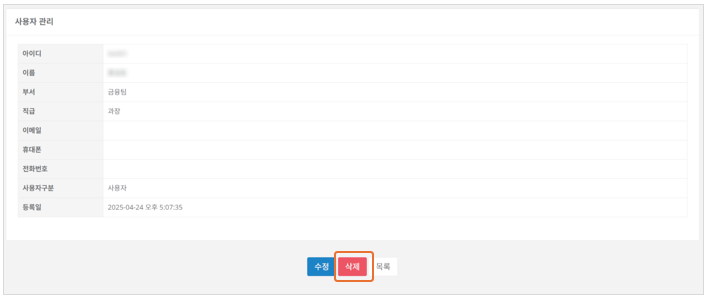 사용자 관리
아이디
이름
부서 금융팀
직급 과장
이메일
휴대폰
전화번호
사용자구분 사용자
등록일 2025-04-24 오후 5:07:35
수정 삭제 목록